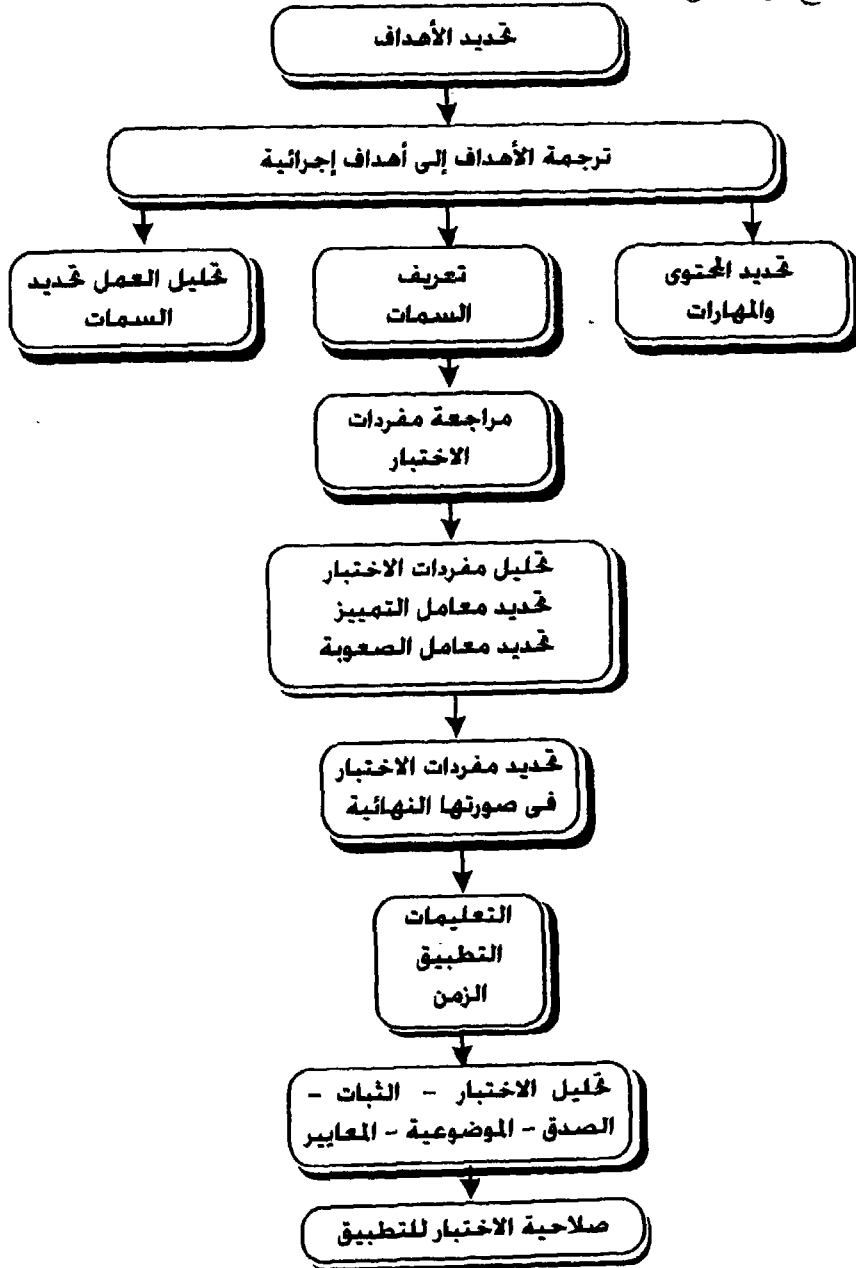 تحديد الأهداف
ترجمة الأهداف إلى أهداف إجرائية
تحديد المحتوى
والمهارات
تعريف
السمات
تحليل العمل تحديد
السمات
مراجعة مفردات
الاختبار
تحليل مفردات الاختبار
تحديد معامل التمييز
تحديد معامل الصعوبة
تحديد مفردات الاختبار
فى صورتها النهائية
التعليمات
التطبيق
الزمن
تحليل الاختبار - الثبات -
الصدق - الموضوعية - المعايير
صلاحية الاختبار للتطبيق